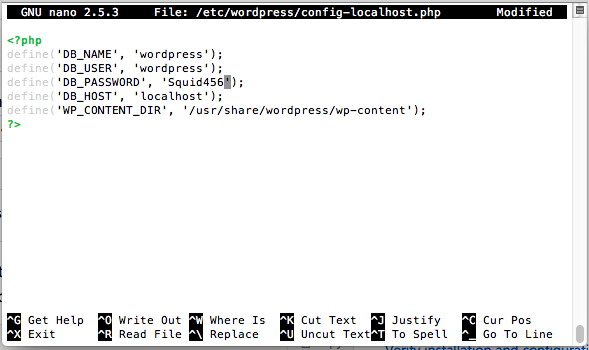 GNU nano 2.5.3 File: /etc/wordpress/config-localhost.php Modified
<?php
define('DB_NAME', 'wordpress');
define('DB_USER', 'wordpress');
define('DB_PASSWORD', 'Squid456');
define('DB_HOST', 'localhost');
define('WP_CONTENT_DIR', '/usr/share/wordpress/wp-content');
?>
^G Get Help ^O Write Out ^W Where Is ^K Cut Text ^J Justify ^C Cur Pos
^X Exit ^R Read File ^\ Replace ^U Uncut Text ^T To Spell ^_ Go To Line